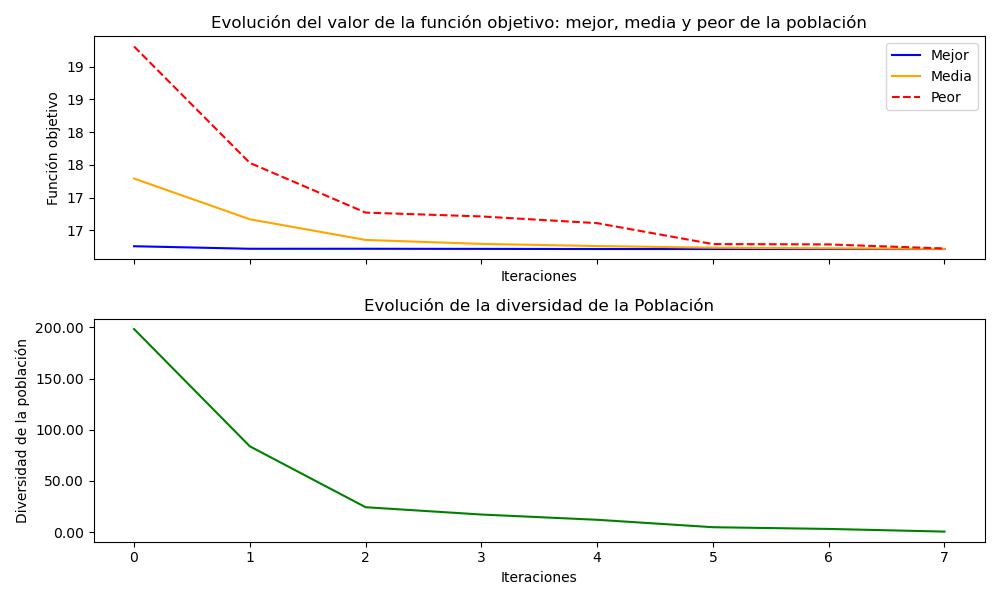 Evolución del valor de la función objetivo: mejor, media y peor de la población
Función objetivo
19
19
18
18
17
17
Mejor
Media
Peor
Iteraciones
Evolución de la diversidad de la Población
Diversidad de la población
200.00
150.00
100.00
50.00
0.00
0 1 2 3 4 5 6 7
Iteraciones